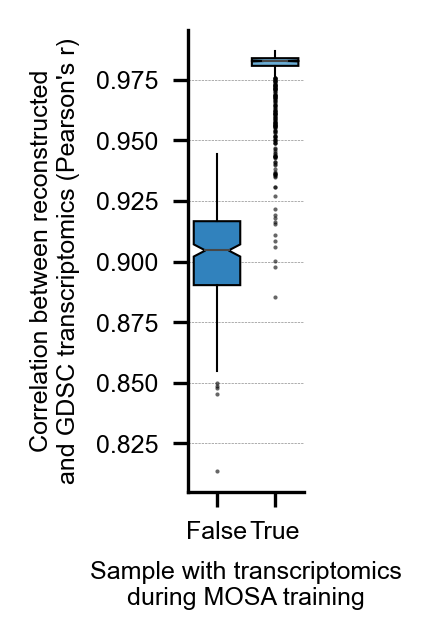 Correlation between reconstructed
and GDSC transcriptomics (Pearson's r)
0.975
0.950
0.925
0.900
0.875
0.850
0.825
False True
Sample with transcriptomics
during MOSA training